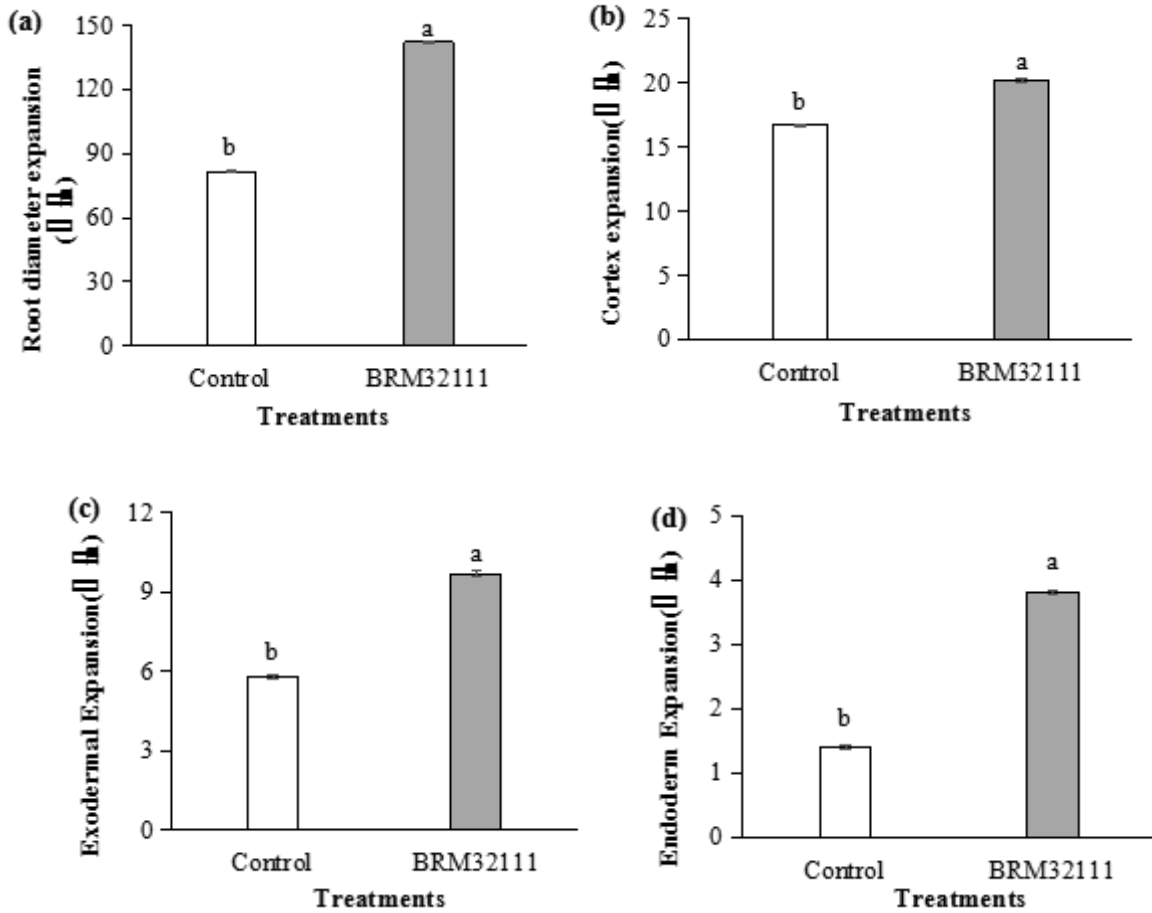 (a)
Root diameter expansion
150
120
90
60
30
0
b
a
Control BRM32111
Treatments
(b)
Cortex expansion(
25
20
15
10
5
0
b
a
Control BRM32111
Treatments
(c)
Exodermal Expansion(
12
9
6
3
0
b
a
Control BRM32111
Treatments
(d)
Endoderm Expansion(
5
4
3
2
1
0
b
a
Control BRM32111
Treatments